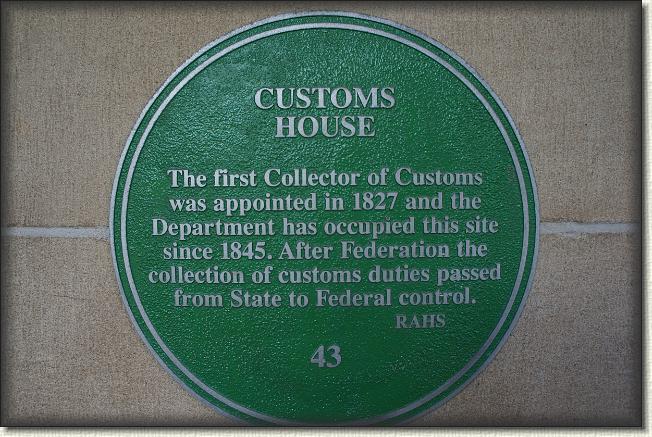 CUSTOMS
HOUSE
The first Collector of Customs
was appointed in 1827 and the
Department has occupied this site
since 1845. After Federation the
collection of customs duties passed
from State to Federal control.
RAHS
43